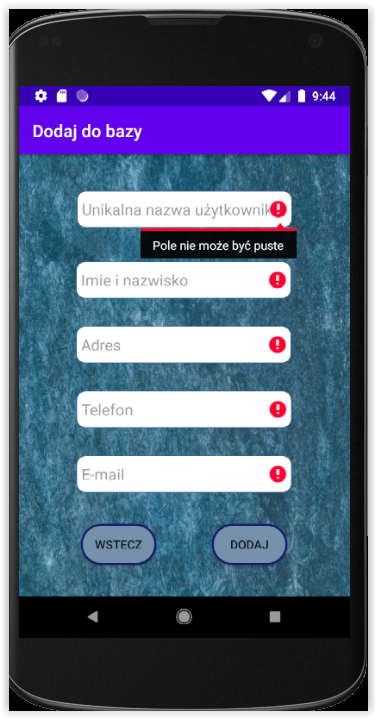 9:44
Dodaj do bazy
Unikalna nazwa użytkownik
Pole nie może być puste
Imie i nazwisko
Adres
Telefon
E-mail
WSTECZ
DODAJ